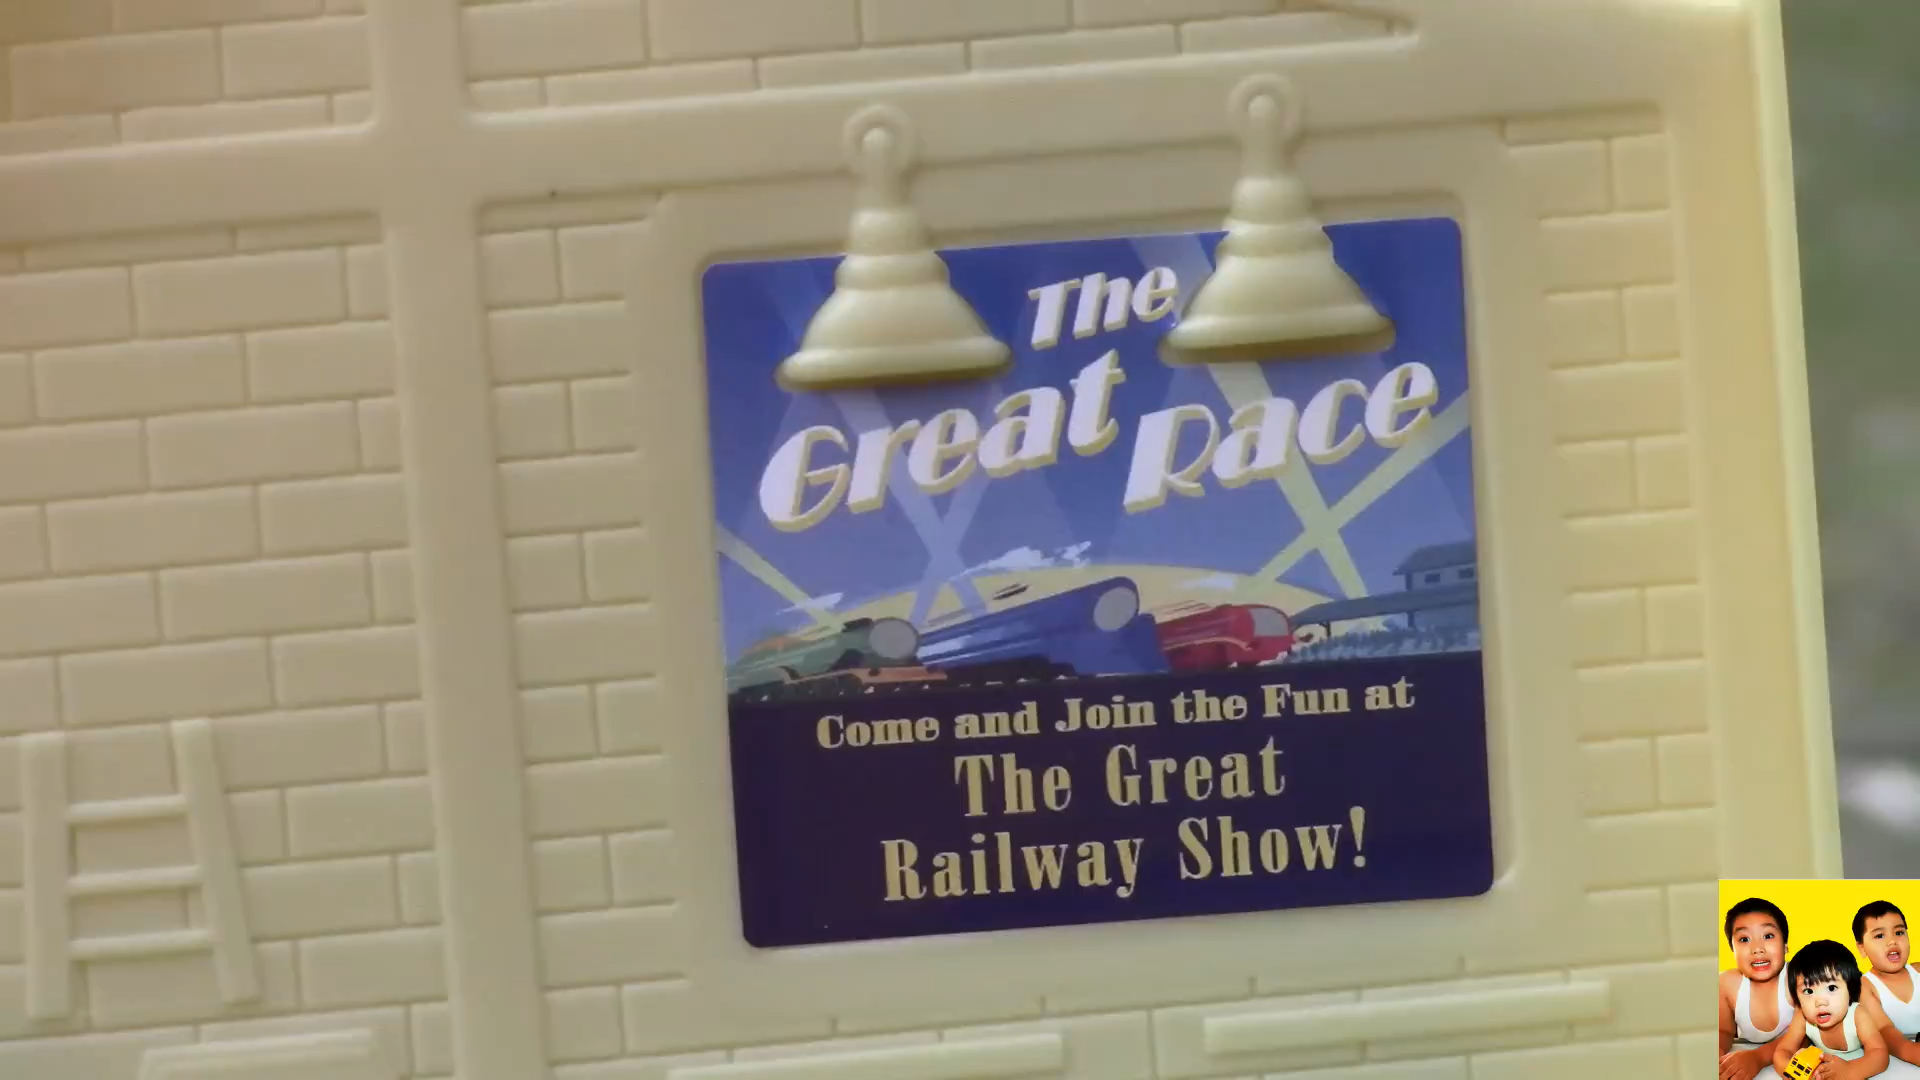 The
Great Race
Come and Join the Fun at
The Great
Railway Show!